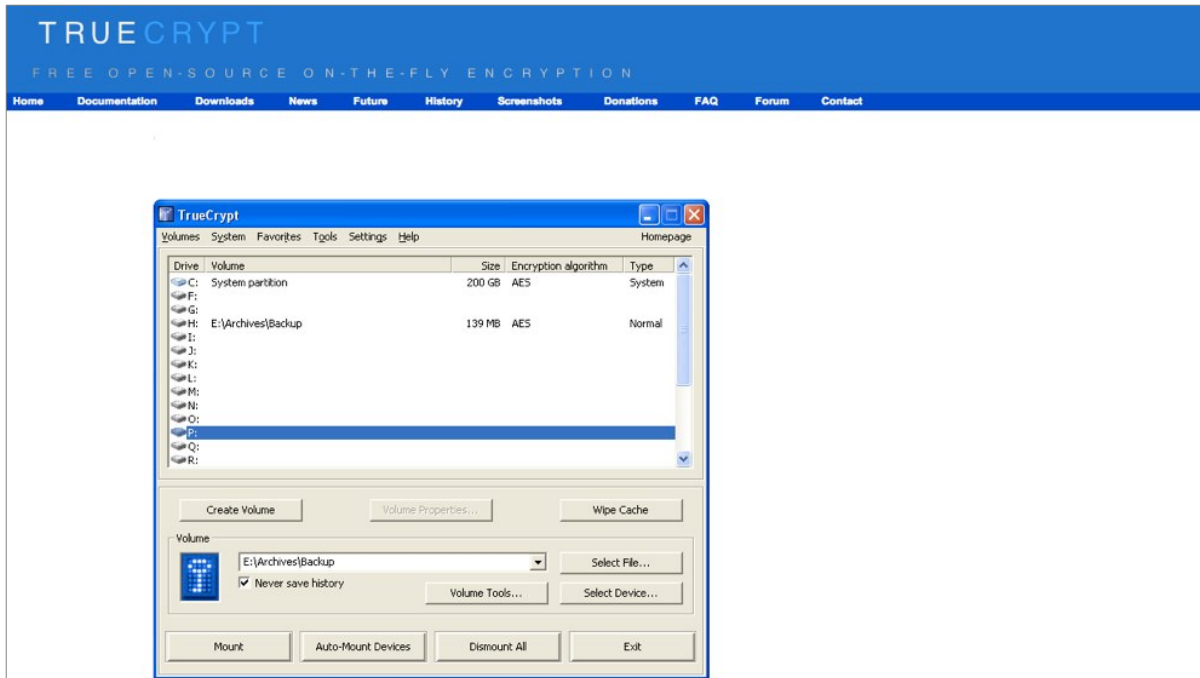 TRUECRYPT
FREE OPEN-SOURCE ON-THE-FLY ENCRYPTION
Home Documentation Downloads News Future History Screenshots Donations FAQ Forum Contact
TrueCrypt
Volumes System Favorites Tools Settings Help Homepage
Drive Volume Size Encryption algorithm Type
C: System partition 200 GB AES System
F:
G:
H: E:\Archives\Backup 139 MB AES Normal
I:
J:
K:
L:
M:
N:
O:
P:
Q:
R:
Create Volume Volume Properties... Wipe Cache
Volume
E:\Archives\Backup Select File...
Never save history
Volume Tools... Select Device...
Mount Auto-Mount Devices Dismount All Exit